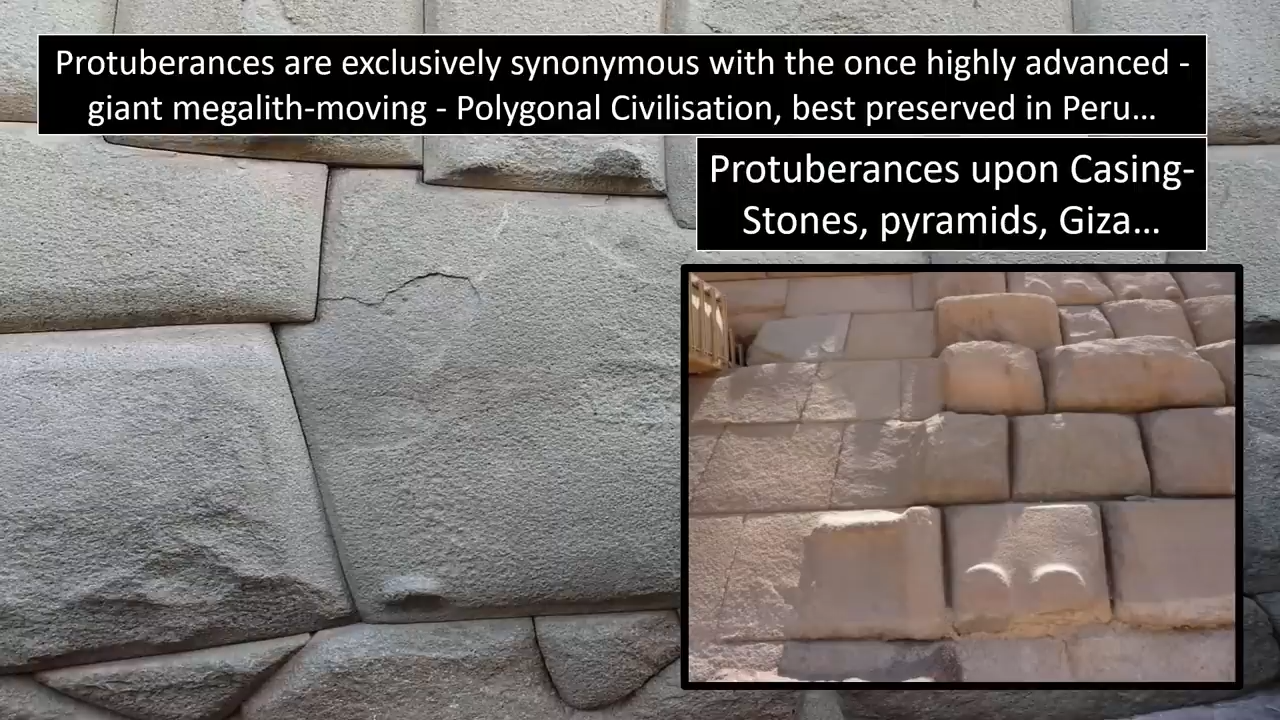 Protuberances are exclusively synonymous with the once highly advanced -
giant megalith-moving - Polygonal Civilisation, best preserved in Peru...
Protuberances upon Casing-
Stones, pyramids, Giza...